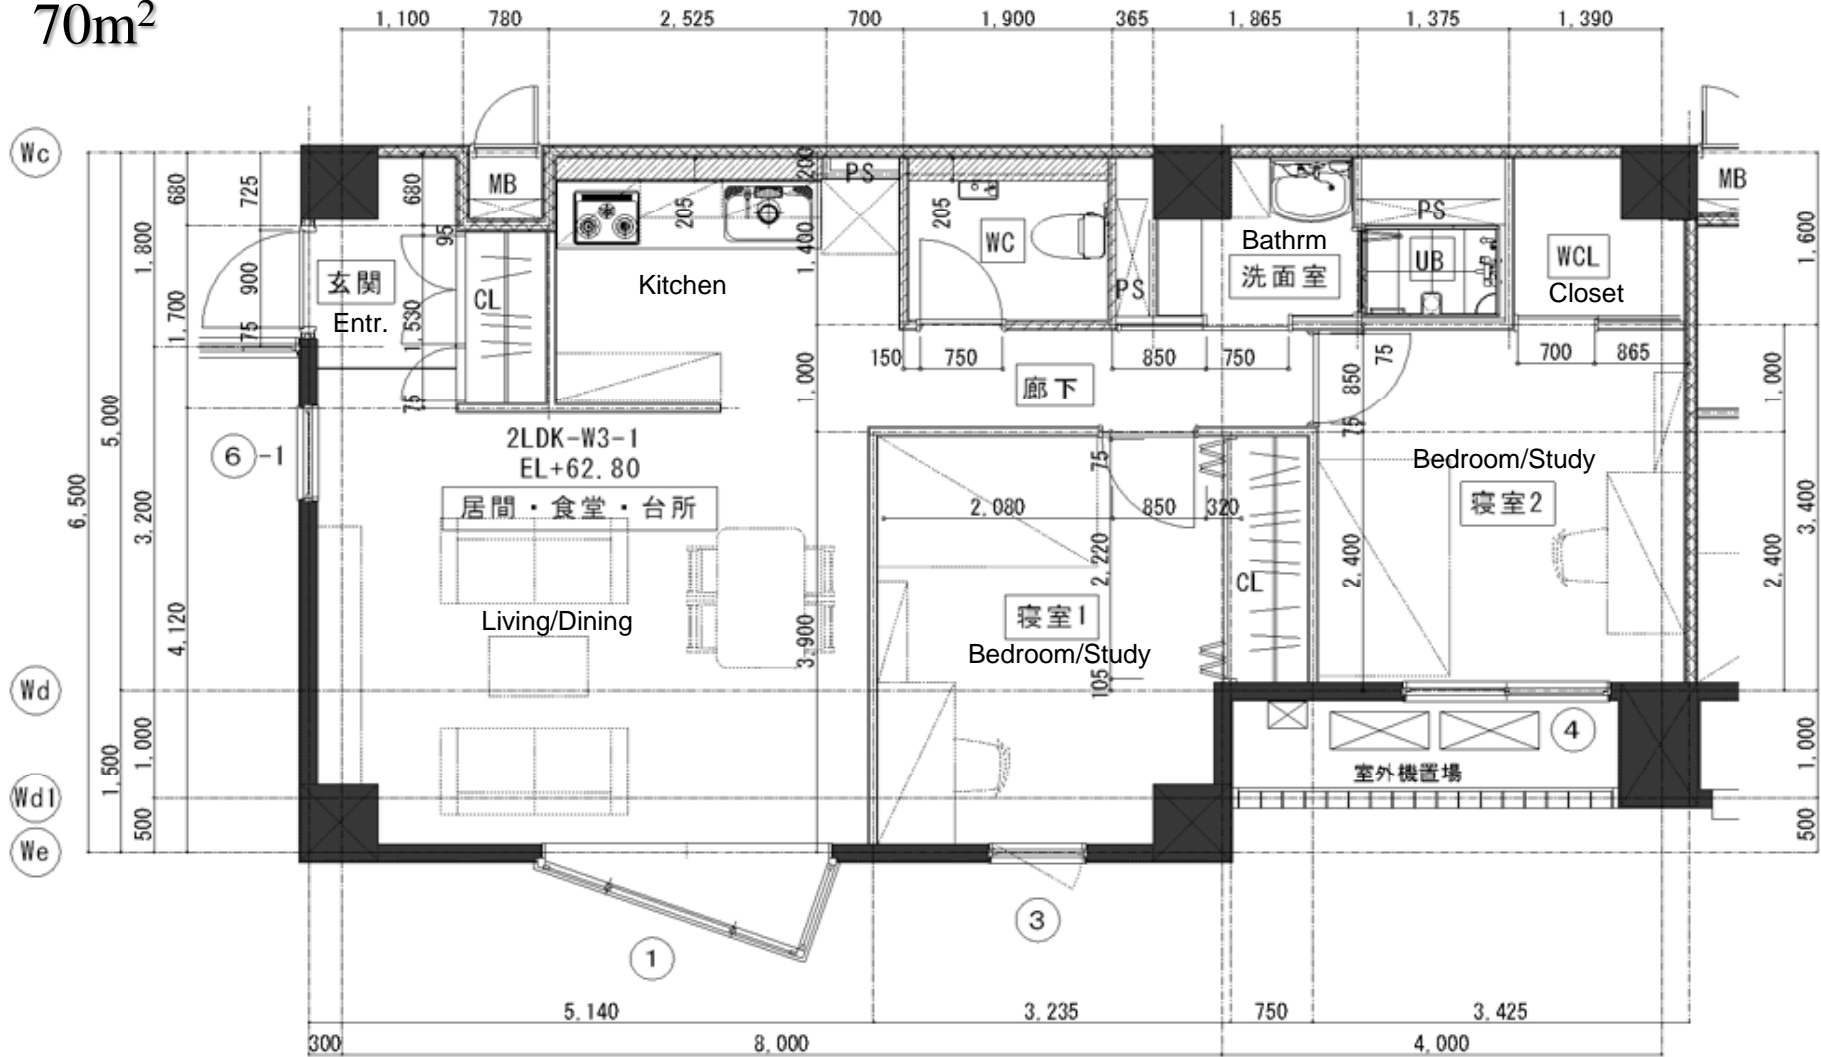 70m²
1,100 780 2,525 700 1,900 365 1,865 1,375 1,390
Wc
MB
PS
MB
680
725
680
200
205
205
WC
PS
1,800
95
1,400
Bathrm
洗面室
UB
WCL
Closet
1,600
900
玄関
Entr.
CL
Kitchen
PS
1,700
75
1,530
75
150 750 850 750 700 865
1,000
廊下
850
75
75
1,000
5,000
6-1
2LDK-W3-1
EL+62.80
居間・食堂・台所
75
Bedroom/Study
寝室2
6,500
3,200
2,080 850 320
2,220
2,400
2,400
3,400
4,120
Living/Dining
3,900
寝室1
Bedroom/Study
CL
105
Wd
4
室外機置場
1,500
1,000
1,000
Wd1
500
500
We
1
3
5,140 3,235 750 3,425
300 8,000 4,000